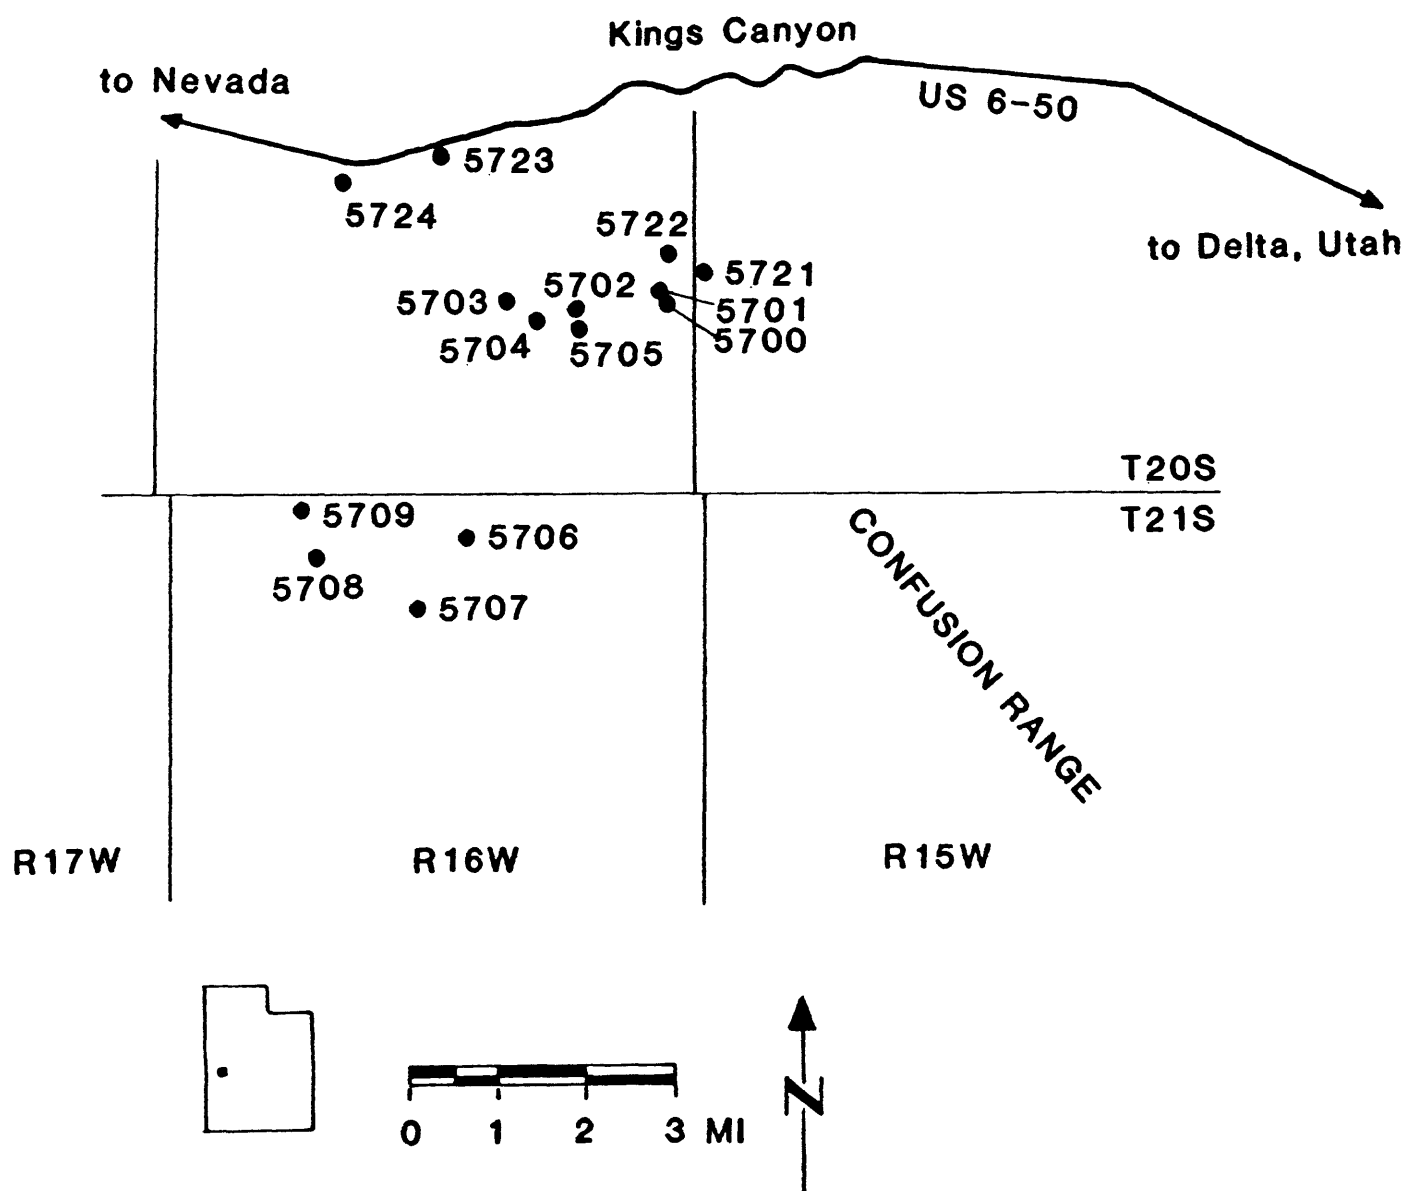 Kings Canyon
to Nevada
US 6-50
5723
5724
5722
to Delta, Utah
5721
5702
5703
5701
5704
5705
5700
T20S
T21S
5709
5706
5708
5707
CONFUSION RANGE
R17W
R16W
R15W
N
0 1 2 3 MI